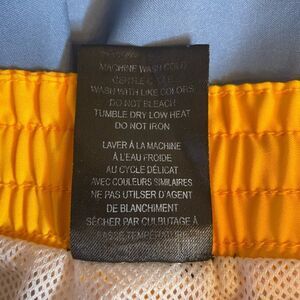 MACHINE WASH COLD
GENTLE CYCLE
WASH WITH LIKE COLORS
DO NOT BLEACH
TUMBLE DRY LOW HEAT
DO NOT IRON
LAVER À LA MACHINE
À L'EAU FROIDE
AU CYCLE DÉLICAT
AVEC COULEURS SIMILAIRES
NE PAS UTILISER D'AGENT
DE BLANCHIMENT
SÉCHER PAR CULBUTAGE À
BASSE TEMPÉRATURE